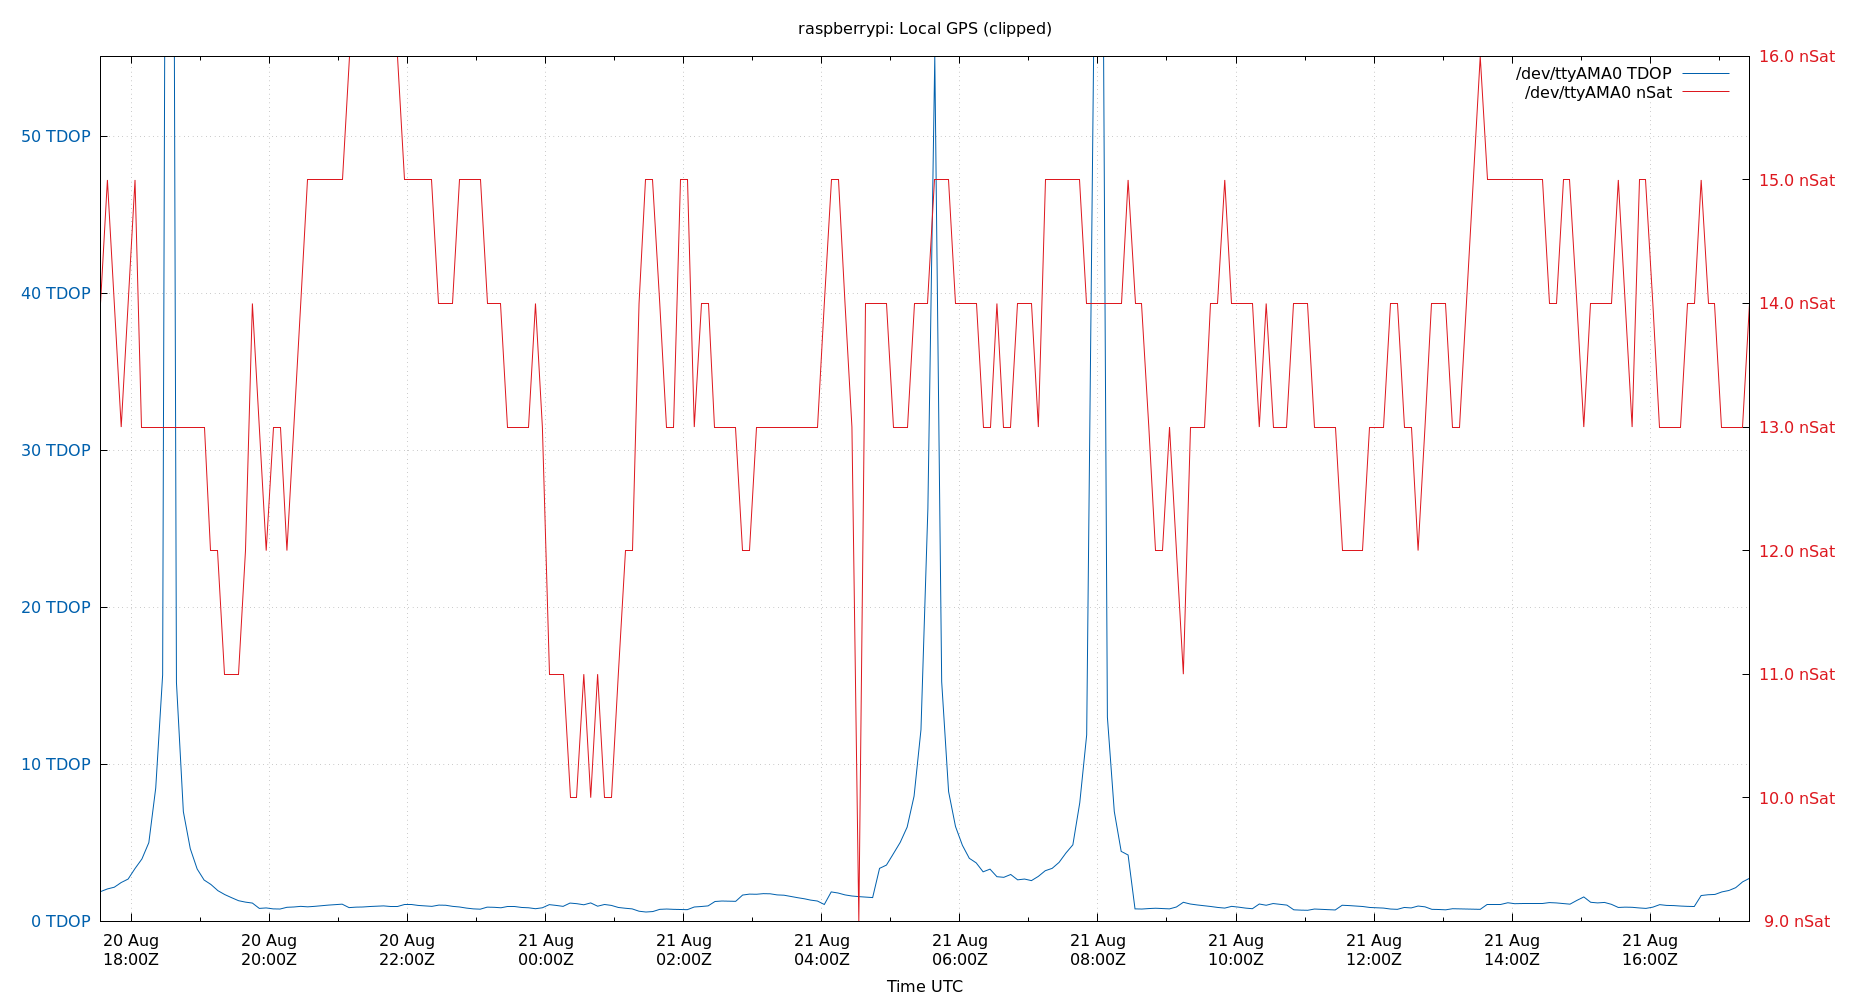 raspberrypi: Local GPS (clipped)
/dev/ttyAMA0 TDOP
/dev/ttyAMA0 nSat
50 TDOP
40 TDOP
30 TDOP
20 TDOP
10 TDOP
0 TDOP
16.0 nSat
15.0 nSat
14.0 nSat
13.0 nSat
12.0 nSat
11.0 nSat
10.0 nSat
9.0 nSat
20 Aug 20 Aug 20 Aug 21 Aug 21 Aug 21 Aug 21 Aug 21 Aug 21 Aug 21 Aug 21 Aug 21 Aug
18:00Z 20:00Z 22:00Z 00:00Z 02:00Z 04:00Z 06:00Z 08:00Z 10:00Z 12:00Z 14:00Z 16:00Z
Time UTC